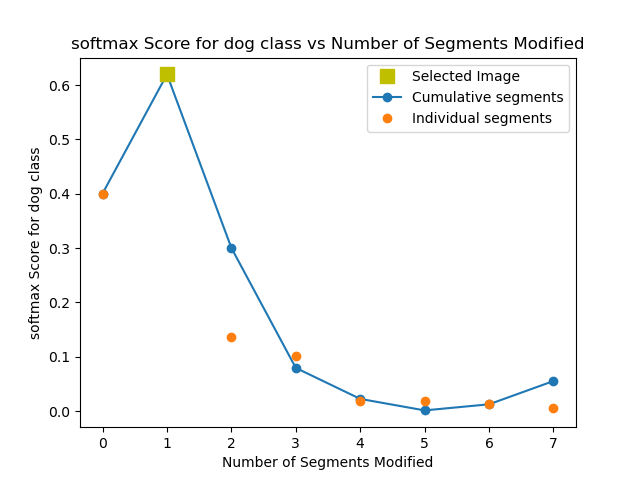 softmax Score for dog class vs Number of Segments Modified
Selected Image
Cumulative segments
Individual segments
softmax Score for dog class
0.6
0.5
0.4
0.3
0.2
0.1
0.0
0 1 2 3 4 5 6 7
Number of Segments Modified